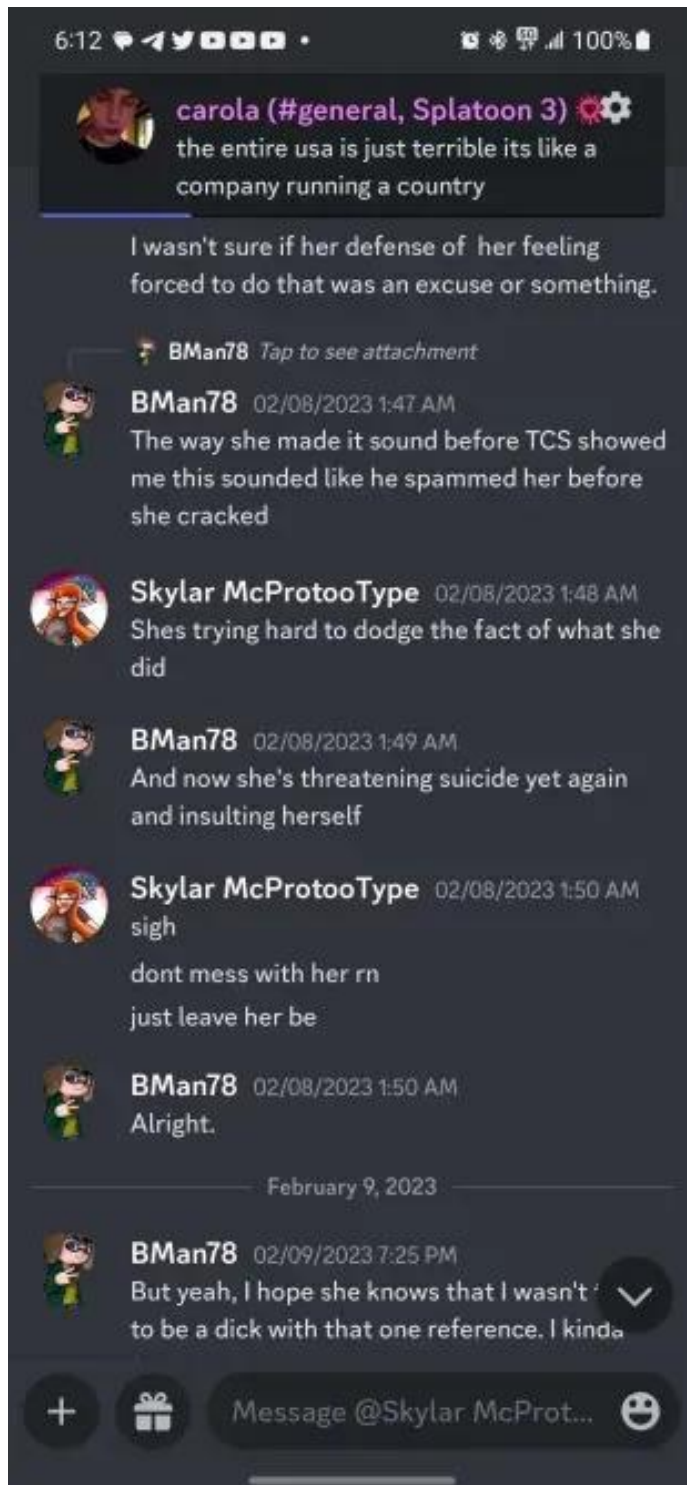 6:12
100%
carola (#general, Splatoon 3)
the entire usa is just terrible its like a
company running a country
I wasn't sure if her defense of her feeling
forced to do that was an excuse or something.
BMan78 Tap to see attachment
BMan78 02/08/2023 1:47 AM
The way she made it sound before TCS showed
me this sounded like he spammed her before
she cracked
Skylar McProtooType 02/08/2023 1:48 AM
Shes trying hard to dodge the fact of what she
did
BMan78 02/08/2023 1:49 AM
And now she's threatening suicide yet again
and insulting herself
Skylar McProtooType 02/08/2023 1:50 AM
sigh
dont mess with her rn
just leave her be
BMan78 02/08/2023 1:50 AM
Alright.
February 9, 2023
BMan78 02/09/2023 7:25 PM
But yeah, I hope she knows that I wasn't
to be a dick with that one reference. I kinda
Message @Skylar McProt...